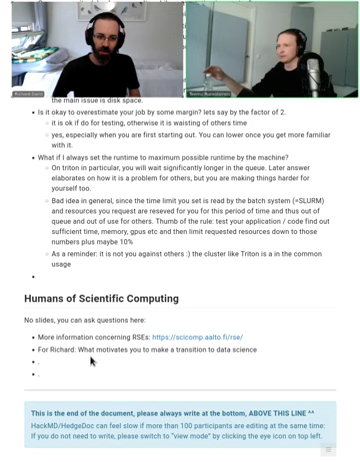 the main issue is disk space.
• Is it okay to overestimate your job by some margin? lets say by the factor of 2.
○ it is ok if do for testing, otherwise it is waisting of others time
○ yes, especially when you are first starting out. You can lower once you get more familiar
with it.
• What if I always set the runtime to maximum possible runtime by the machine?
○ On triton in particular, you will wait significantly longer in the queue. Later answer
elaborates on how it is a problem for others, but you are making things harder for
yourself too.
○ Bad idea in general, since the time limit you set is read by the batch system (=SLURM)
and resources you request are reseved for you for this period of time and thus out of
queue and out of use for others. Thumb of the rule: test your application / code find out
sufficient time, memory, gpus etc and then limit requested resources down to those
numbers plus maybe 10%
○ As a reminder: it is not you against others :) the cluster like Triton is a in the common
usage
•
Humans of Scientific Computing
No slides, you can ask questions here:
• More information concerning RSEs: https://scicomp.aalto.fi/rse/
• For Richard: What motivates you to make a transition to data science
• .
• .
This is the end of the document, please always write at the bottom, ABOVE THIS LINE ^^
HackMD/HedgeDoc can feel slow if more than 100 participants are editing at the same time:
If you do not need to write, please switch to "view mode" by clicking the eye icon on top left.